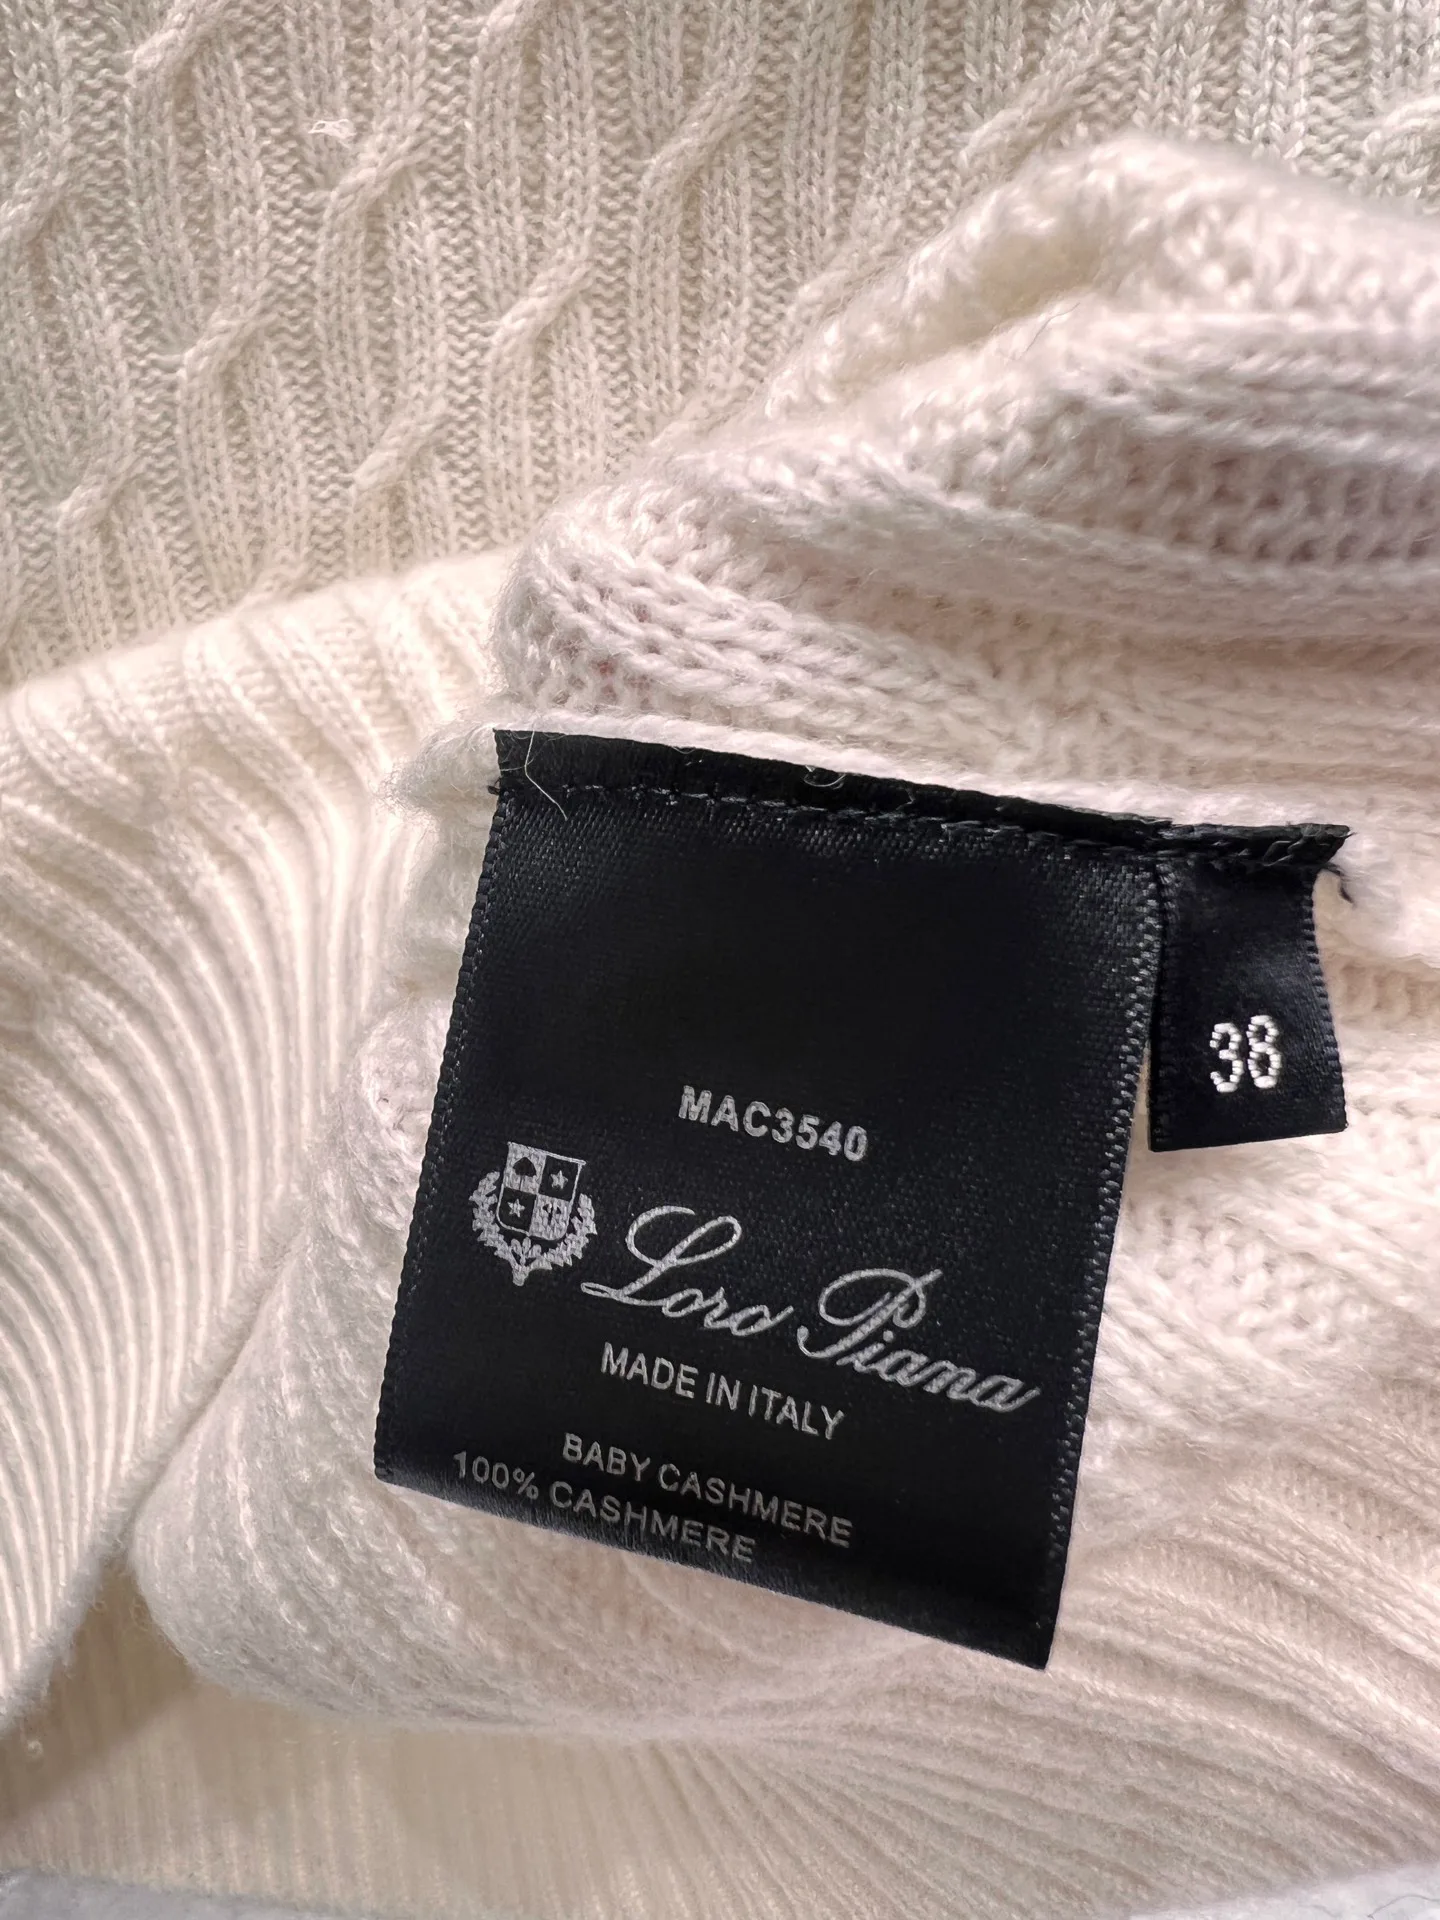 38
MAC3540
Loro Piana
MADE IN ITALY
BABY CASHMERE
100% CASHMERE